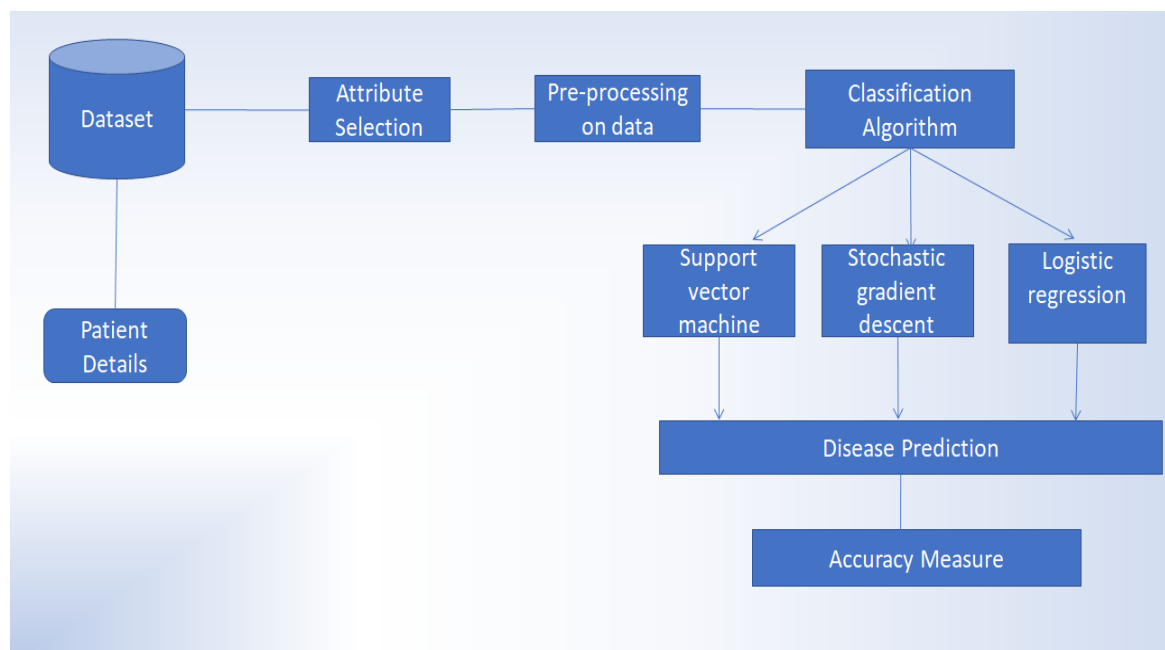 Dataset
Attribute
Selection
Pre-processing
on data
Classification
Algorithm
Support
vector
machine
Stochastic
gradient
descent
Logistic
regression
Patient
Details
Disease Prediction
Accuracy Measure